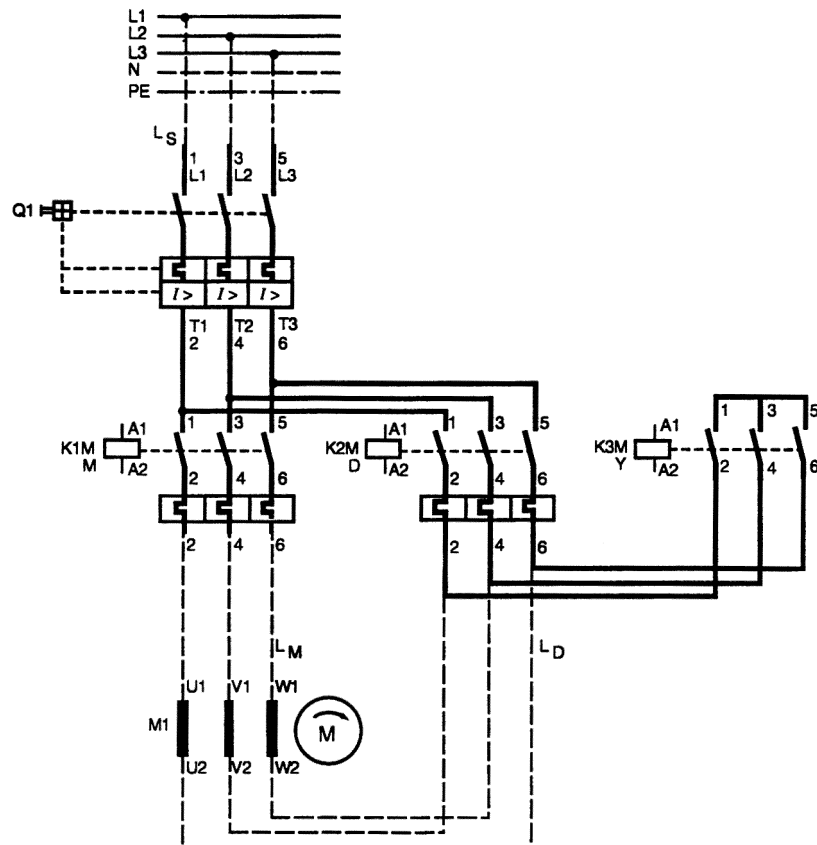 L1
L2
L3
N
PE
LS
1 3 5
L1 L2 L3
Q1
I> I> I>
T1 T2 T3
2 4 6
1 3 5
A1 1 3 5 A1 1 3 5 A1
K1M K2M K3M
M A2 D A2 Y A2
2 4 6 2 4 6 2 4 6
2 4 6 2 4 6
LM LD
U1 V1 W1
M1 M
U2 V2 W2